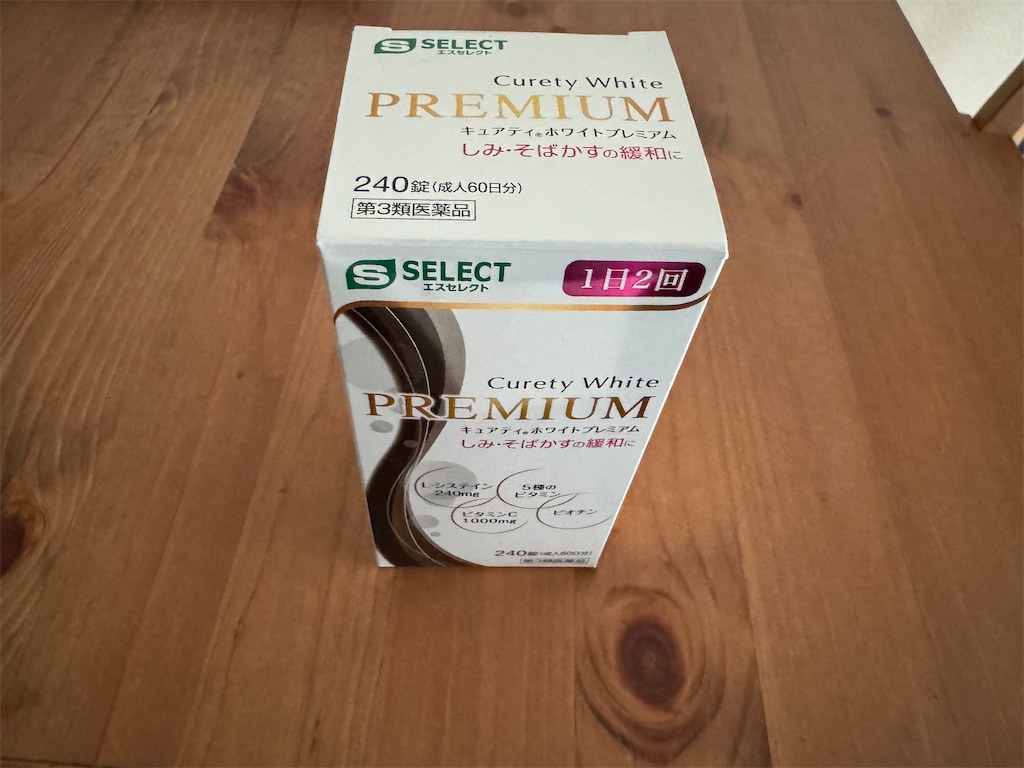 S SELECT
エスセレクト
Curety White
PREMIUM
キュアティ®ホワイトプレミアム
しみ・そばかすの緩和に
240錠(成人60日分)
第3類医薬品
S SELECT
エスセレクト
1日2回
Curety White
PREMIUM
キュアティ®ホワイトプレミアム
しみ・そばかすの緩和に
L-システイン
240mg
5種の
ビタミン
ビタミンC
1000mg
ビオチン
240錠(成人60日分)
第3類医薬品